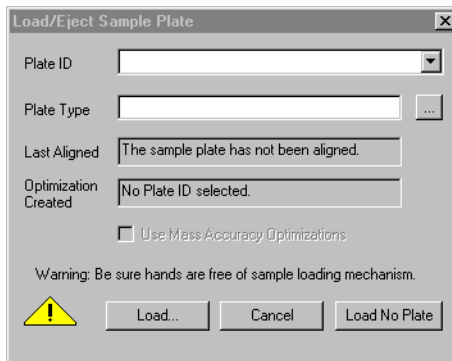 Load/Eject Sample Plate
Plate ID
Plate Type
...
Last Aligned
The sample plate has not been aligned.
Optimization
Created
No Plate ID selected.
Use Mass Accuracy Optimizations
Warning: Be sure hands are free of sample loading mechanism.
!
Load...
Cancel
Load No Plate